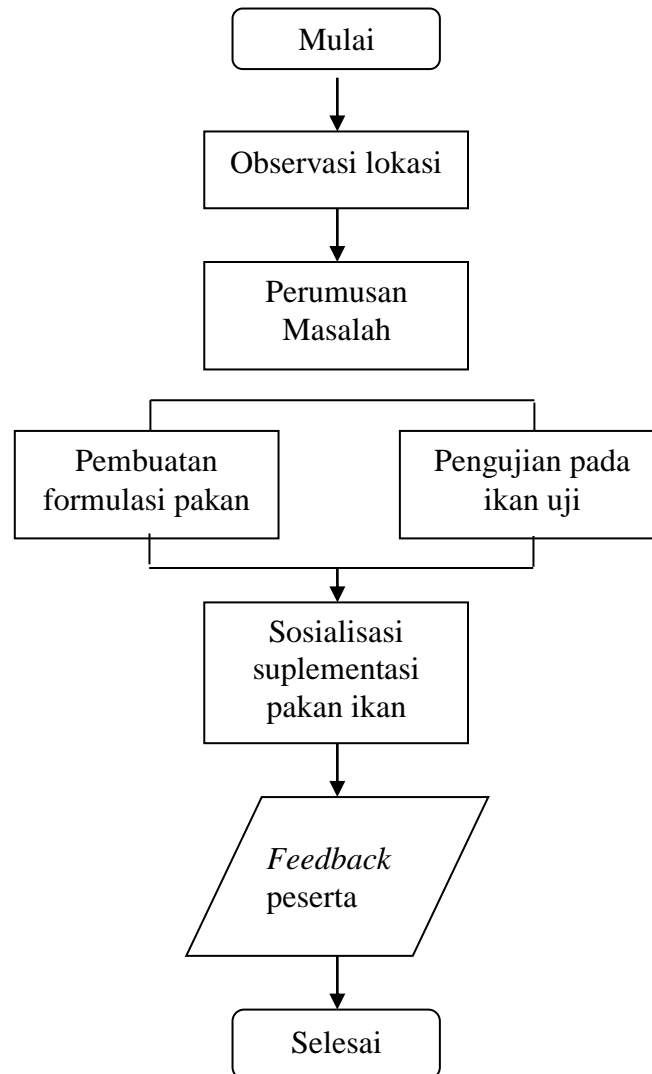 Mulai
Observasi lokasi
Perumusan
Masalah
Pembuatan
formulasi pakan
Pengujian pada
ikan uji
Sosialisasi
suplementasi
pakan ikan
Feedback
peserta
Selesai